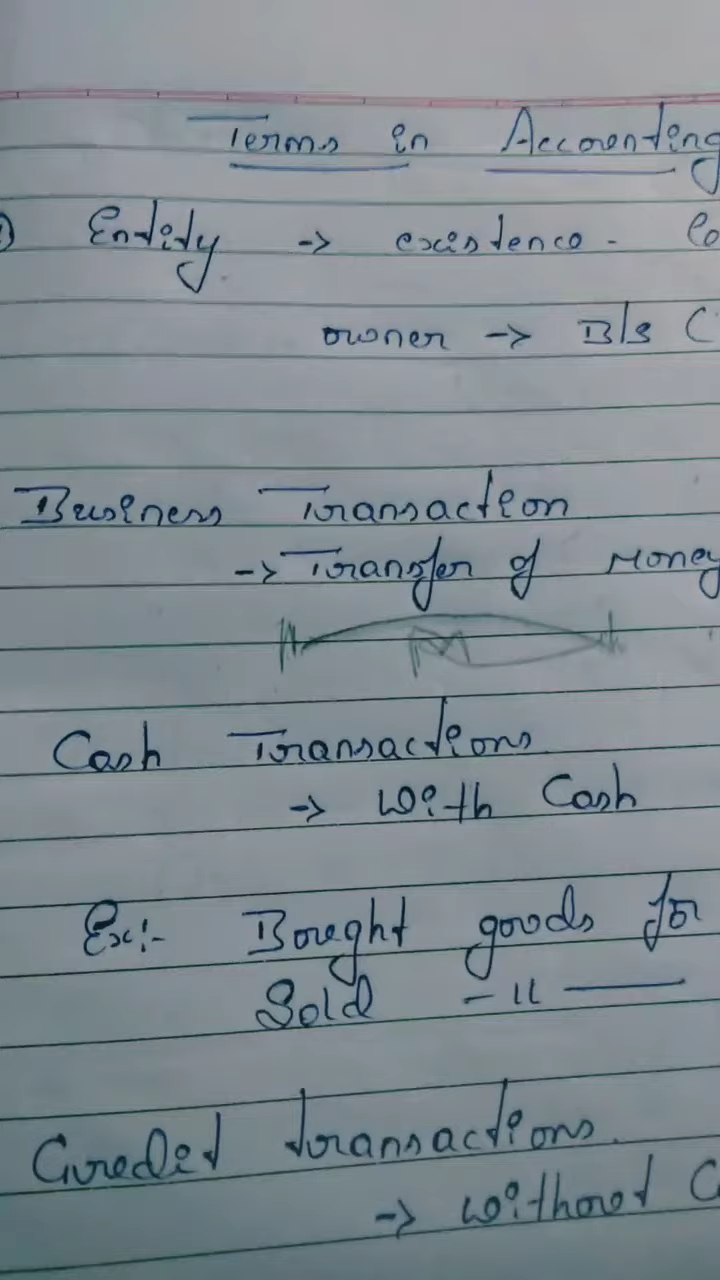 Terms in Accounting
Entity -> existence -
owner -> B/s (
Business Transaction
-> Transfer of Money
Cash Transactions
-> With Cash
Ex:- Bought goods for
Sold -11-
Credit transactions.
-> without C